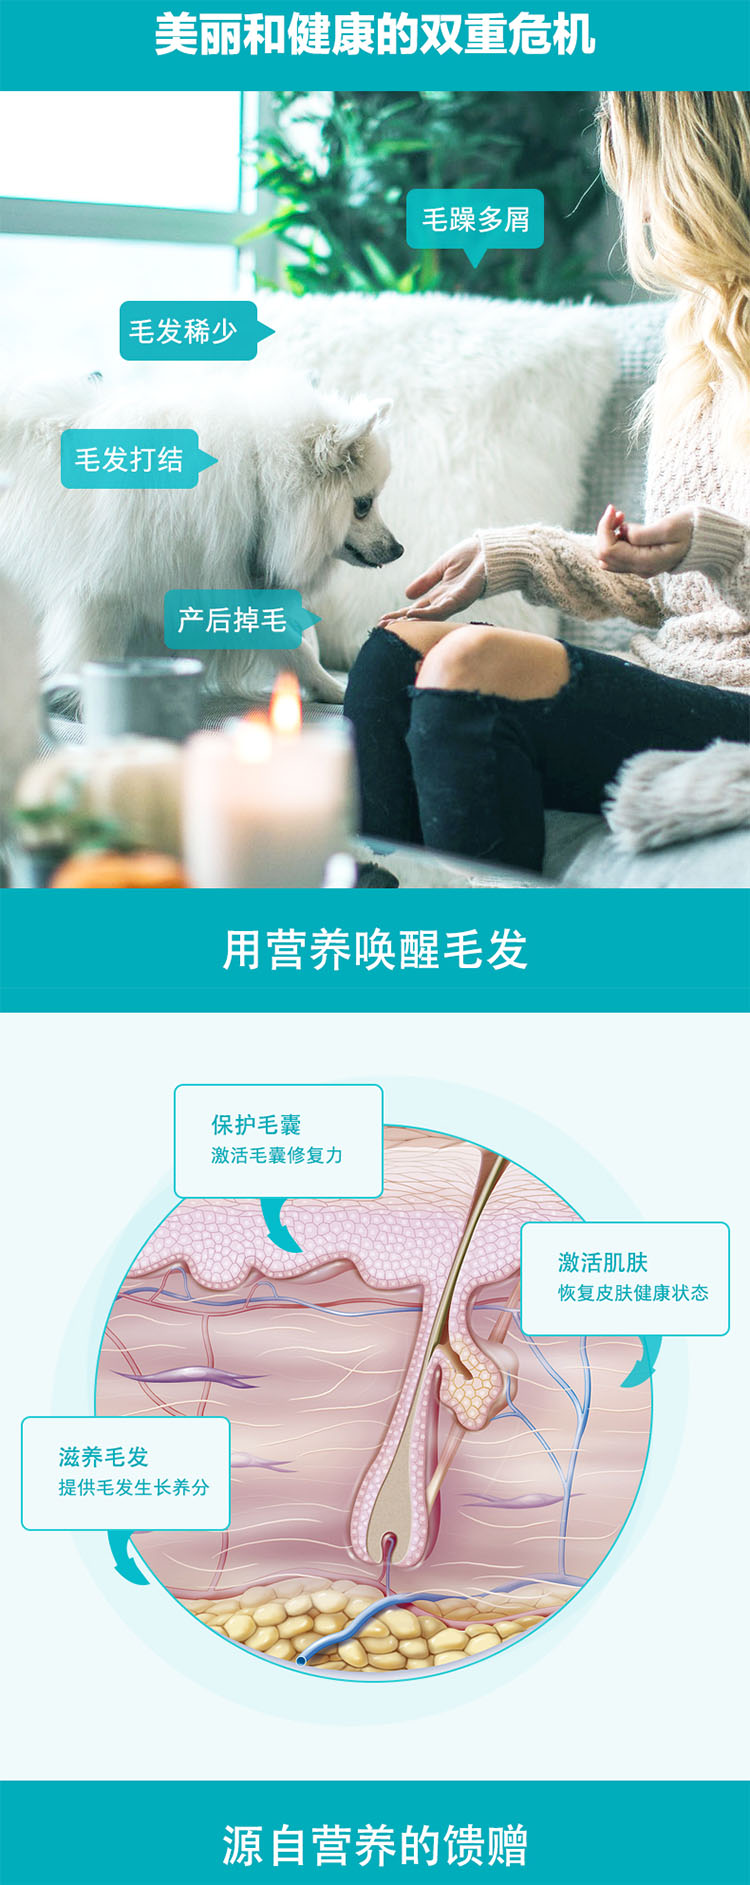 美丽和健康的双重危机
毛躁多屑
毛发稀少
毛发打结
产后掉毛
用营养唤醒毛发
保护毛囊
激活毛囊修复力
激活肌肤
恢复皮肤健康状态
滋养毛发
提供毛发生长养分
源自营养的馈赠